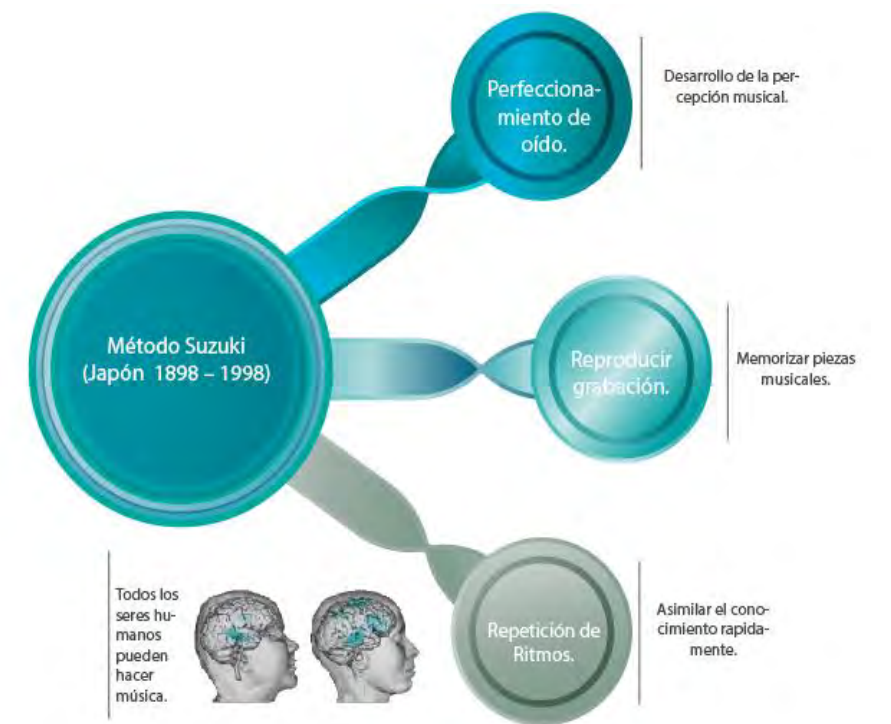 Perfecciona-
miento de
oído.
Desarrollo de la per-
cepción musical.
Método Suzuki
(Japón 1898 – 1998)
Reproducir
grabación.
Memorizar piezas
musicales.
Todos los
seres hu-
manos
pueden
hacer
música.
Repetición de
Ritmos.
Asimilar el cono-
cimiento rapida-
mente.